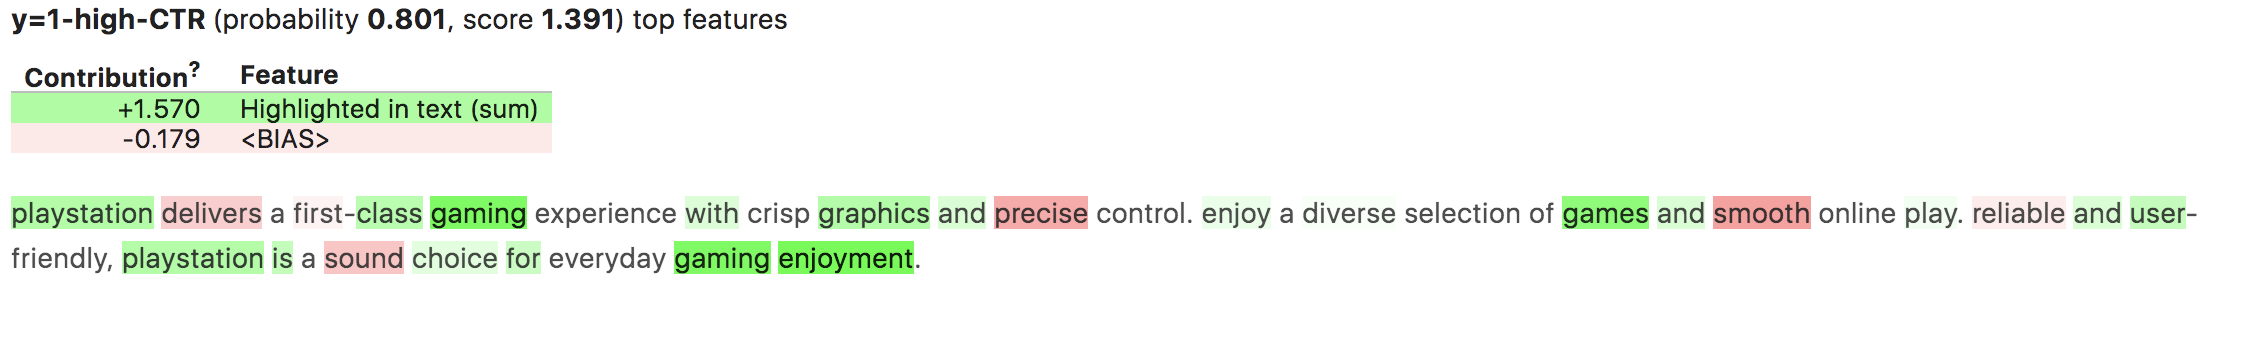 y=1-high-CTR (probability 0.801, score 1.391) top features
Contribution? Feature
+1.570 Highlighted in text (sum)
-0.179 <BIAS>
playstation delivers a first-class gaming experience with crisp graphics and precise control. enjoy a diverse selection of games and smooth online play. reliable and user-
friendly, playstation is a sound choice for everyday gaming enjoyment.